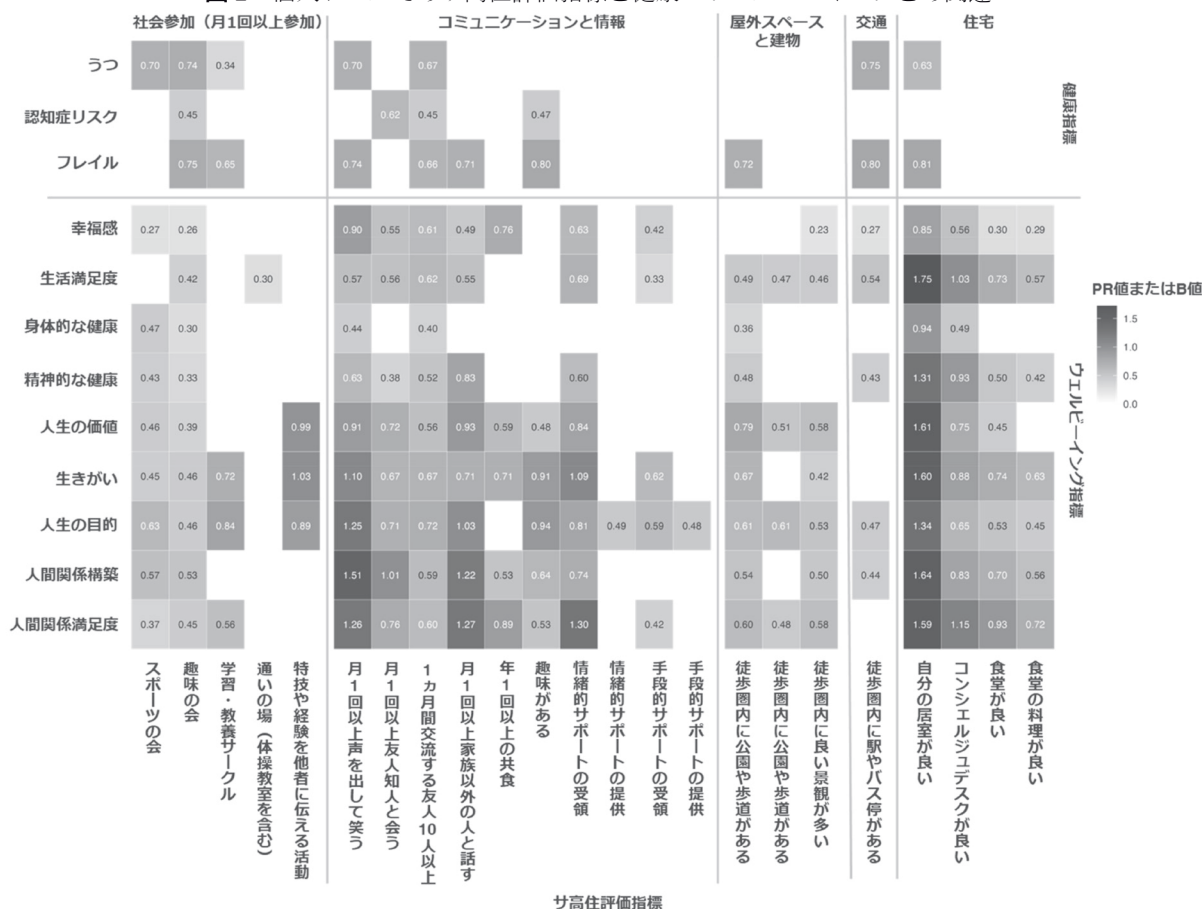 社会参加（月1回以上参加）
コミュニケーションと情報
屋外スペース
と建物
交通
住宅
うつ 0.70 0.74 0.34 0.70 0.67 0.75 0.63
認知症リスク 0.45 0.62 0.45 0.47
フレイル 0.75 0.65 0.74 0.66 0.71 0.80 0.72 0.80 0.81
健康指標
幸福感 0.27 0.26 0.90 0.55 0.61 0.49 0.76 0.63 0.42 0.23 0.27 0.85 0.56 0.30 0.29
生活満足度 0.42 0.30 0.57 0.56 0.62 0.55 0.69 0.33 0.49 0.47 0.46 0.54 1.75 1.03 0.73 0.57
身体的な健康 0.47 0.30 0.44 0.40 0.36 0.94 0.49
精神的な健康 0.43 0.33 0.63 0.38 0.52 0.83 0.60 0.48 0.43 1.31 0.93 0.50 0.42
人生の価値 0.46 0.39 0.99 0.91 0.72 0.56 0.93 0.59 0.48 0.84 0.79 0.51 0.58 1.61 0.75 0.45
生きがい 0.45 0.46 0.72 1.03 1.10 0.67 0.67 0.71 0.71 0.91 1.09 0.62 0.67 0.42 1.60 0.88 0.74 0.63
人生の目的 0.63 0.46 0.84 0.89 1.25 0.71 0.72 1.03 0.94 0.81 0.49 0.59 0.48 0.61 0.61 0.53 0.47 1.34 0.65 0.53 0.45
人間関係構築 0.57 0.53 1.51 1.01 0.59 1.22 0.53 0.64 0.74 0.54 0.50 0.44 1.64 0.83 0.70 0.56
人間関係満足度 0.37 0.45 0.56 1.26 0.76 0.60 1.27 0.89 0.53 1.30 0.42 0.60 0.48 0.58 1.59 1.15 0.93 0.72
ウェルビーイング指標
PR値またはB値
1.5
1.0
0.5
0.0
スポーツの会
趣味の会
学習・教養サークル
通いの場（体操教室を含む）
特技や経験を他者に伝える活動
月1回以上声を出して笑う
月1回以上友人知人と会う
1ヵ月間交流する友人10人以上
月1回以上家族以外の人と話す
年1回以上の共食
趣味がある
情緒的サポートの受領
情緒的サポートの提供
手段的サポートの受領
手段的サポートの提供
徒歩圏内に公園や歩道がある
徒歩圏内に公園や歩道がある
徒歩圏内に良い景観が多い
徒歩圏内に駅やバス停がある
自分の居室が良い
コンシェルジュデスクが良い
食堂が良い
食堂の料理が良い
サ高住評価指標